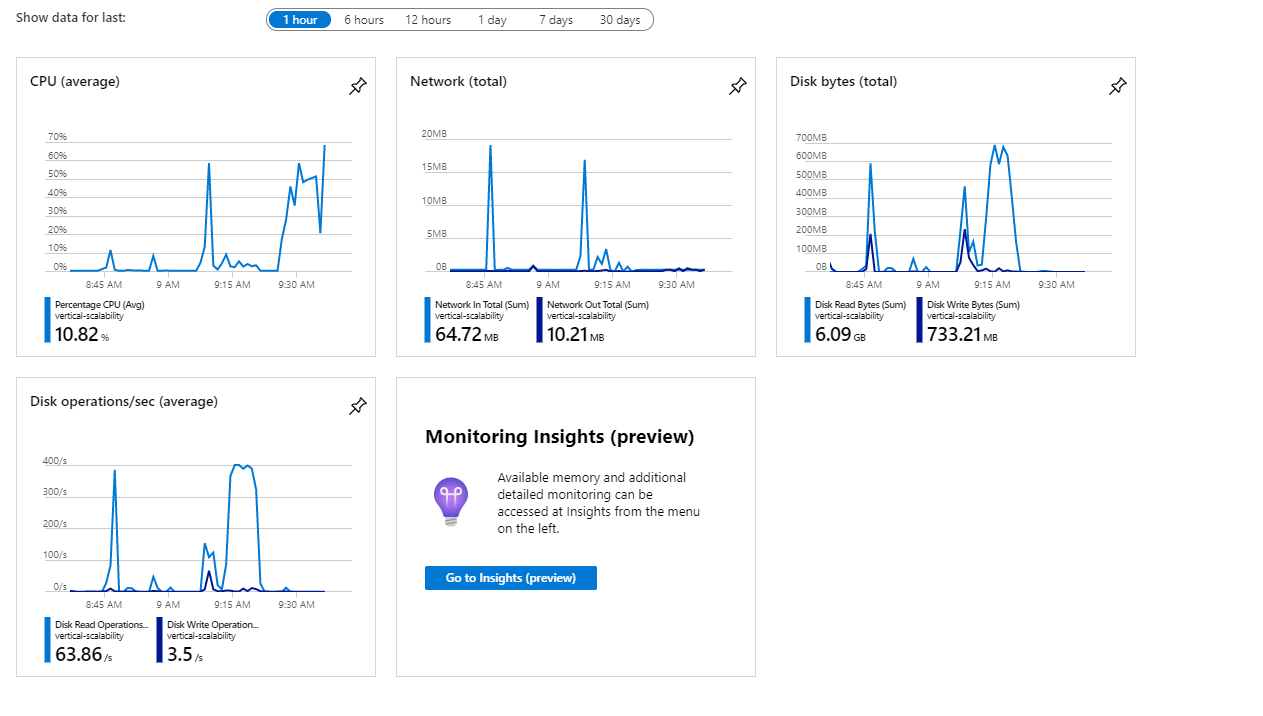 Show data for last:
1 hour 6 hours 12 hours 1 day 7 days 30 days
CPU (average)
70%
60%
50%
40%
30%
20%
10%
0%
8:45 AM 9 AM 9:15 AM 9:30 AM
Percentage CPU (Avg)
vertical-scalability
10.82 %
Network (total)
20MB
15MB
10MB
5MB
0B
8:45 AM 9 AM 9:15 AM 9:30 AM
Network In Total (Sum)
vertical-scalability
64.72 MB
Network Out Total (Sum)
vertical-scalability
10.21 MB
Disk bytes (total)
700MB
600MB
500MB
400MB
300MB
200MB
100MB
0B
8:45 AM 9 AM 9:15 AM 9:30 AM
Disk Read Bytes (Sum)
vertical-scalability
6.09 GB
Disk Write Bytes (Sum)
vertical-scalability
733.21 MB
Disk operations/sec (average)
400/s
300/s
200/s
100/s
0/s
8:45 AM 9 AM 9:15 AM 9:30 AM
Disk Read Operations...
vertical-scalability
63.86 /s
Disk Write Operation...
vertical-scalability
3.5 /s
Monitoring Insights (preview)
Available memory and additional
detailed monitoring can be
accessed at Insights from the menu
on the left.
Go to Insights (preview)